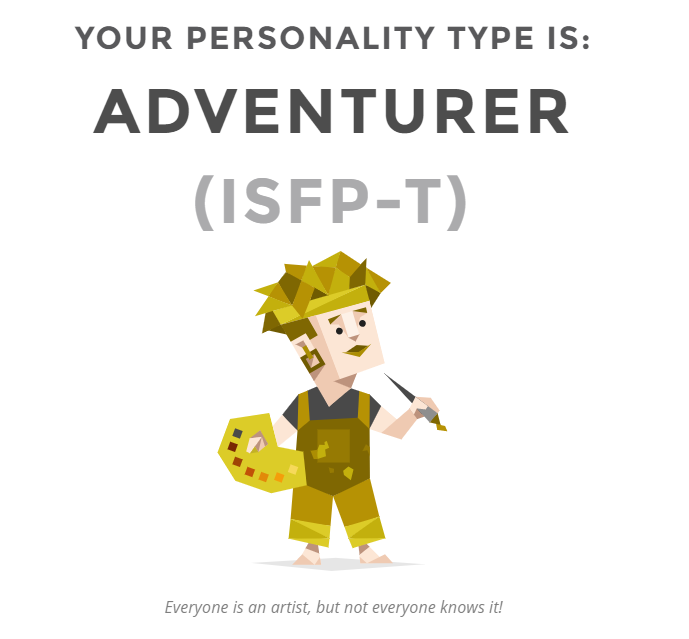 YOUR PERSONALITY TYPE IS:
ADVENTURER
(ISFP-T)
Everyone is an artist, but not everyone knows it!